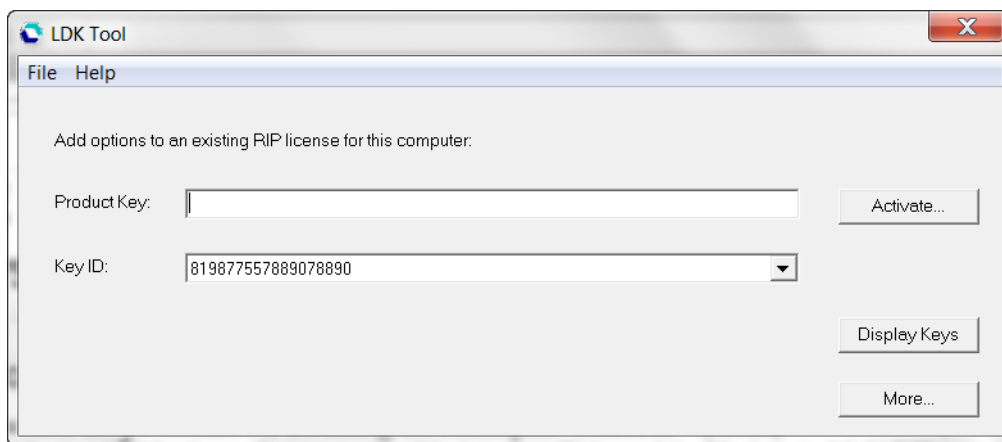 LDK Tool
File Help
Add options to an existing RIP license for this computer:
Product Key:
Activate...
Key ID: 819877557889078890
Display Keys
More...